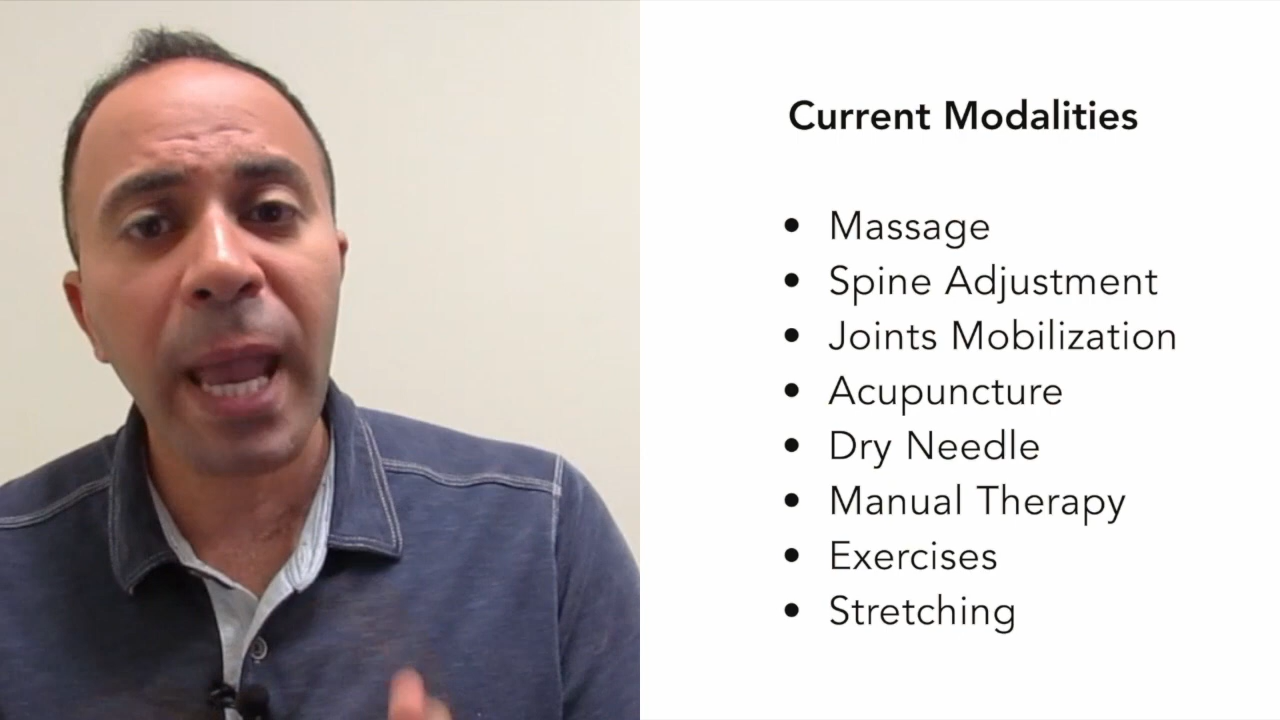 Current Modalities
• Massage
• Spine Adjustment
• Joints Mobilization
• Acupuncture
• Dry Needle
• Manual Therapy
• Exercises
• Stretching